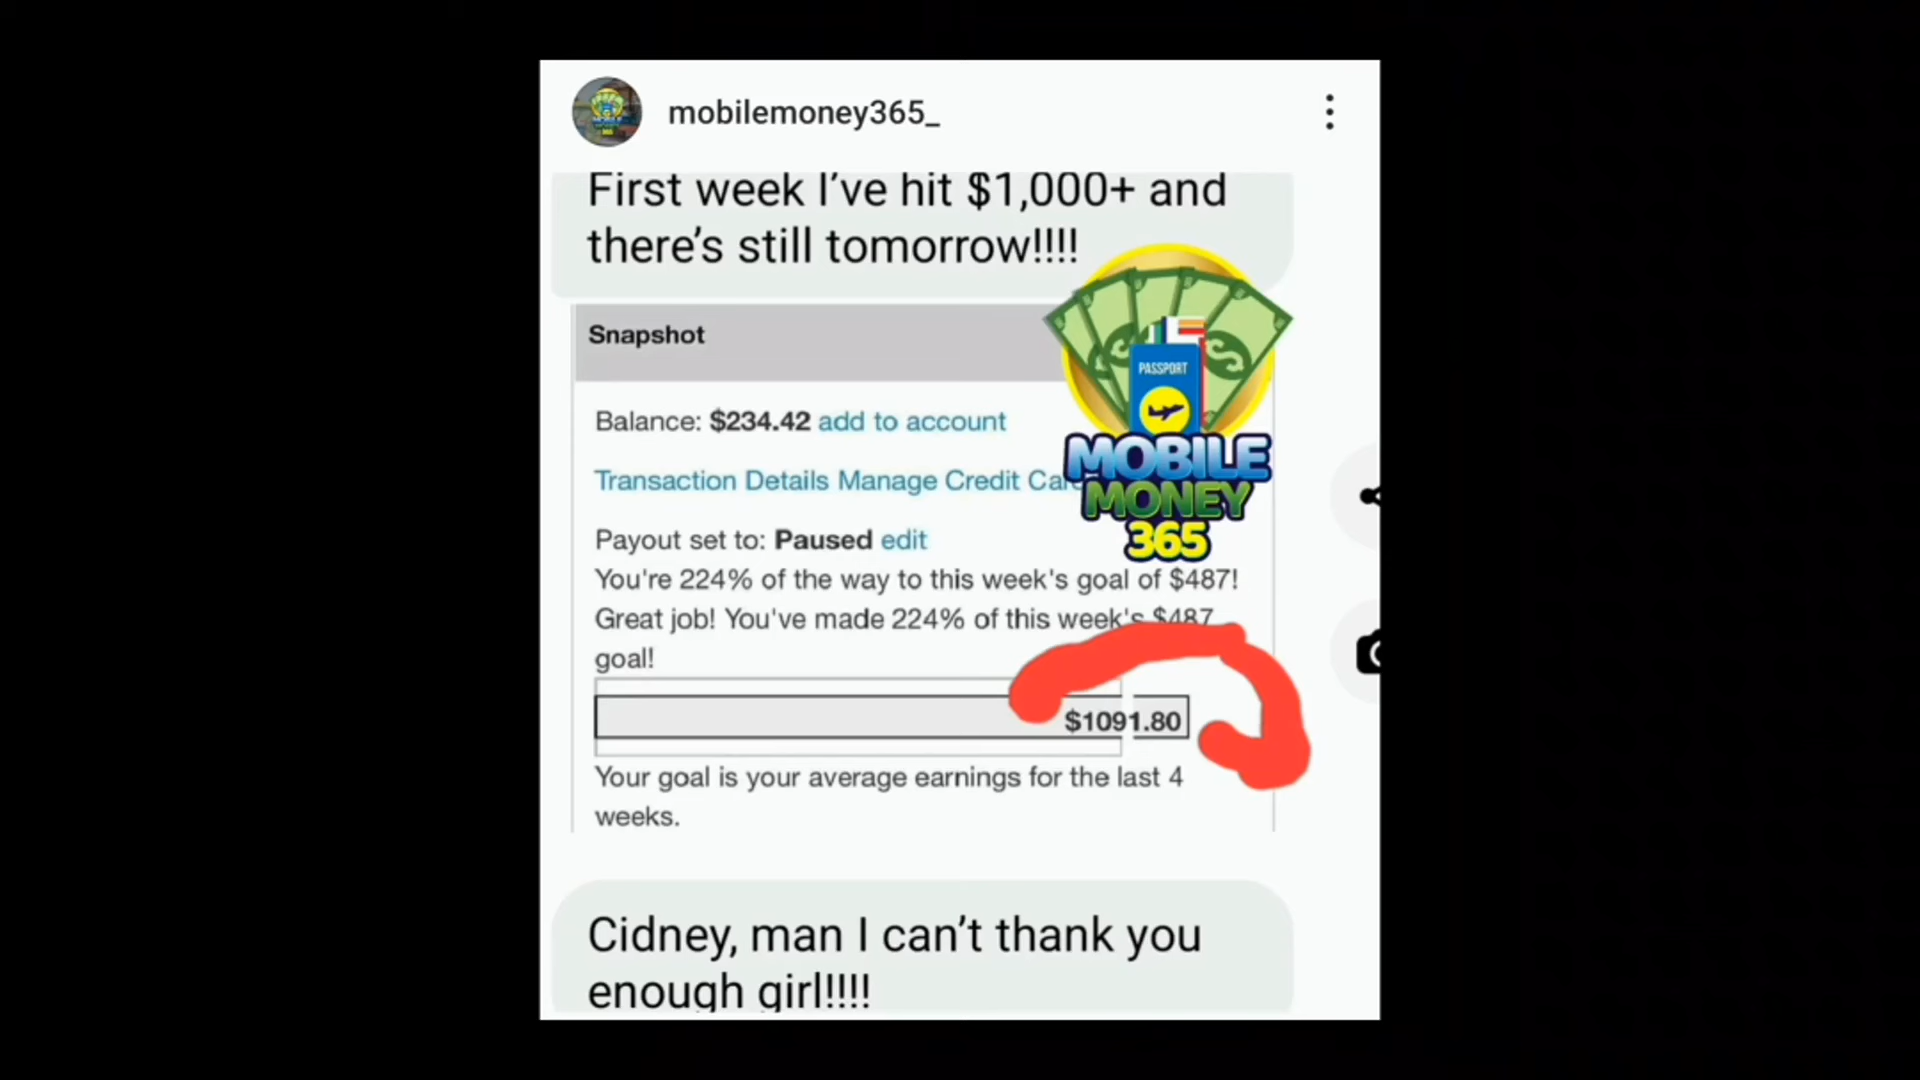 mobilemoney365_
First week I've hit $1,000+ and
there's still tomorrow!!!!
Snapshot
Balance: $234.42 add to account
Transaction Details Manage Credit
Payout set to: Paused edit
You're 224% of the way to this week's goal of $487!
Great job! You've made 224% of this week's $487
goal!
$1091.80
Your goal is your average earnings for the last 4
weeks.
PASSPORT
MOBILE
MONEY
365
Cidney, man I can't thank you
enough girl!!!!